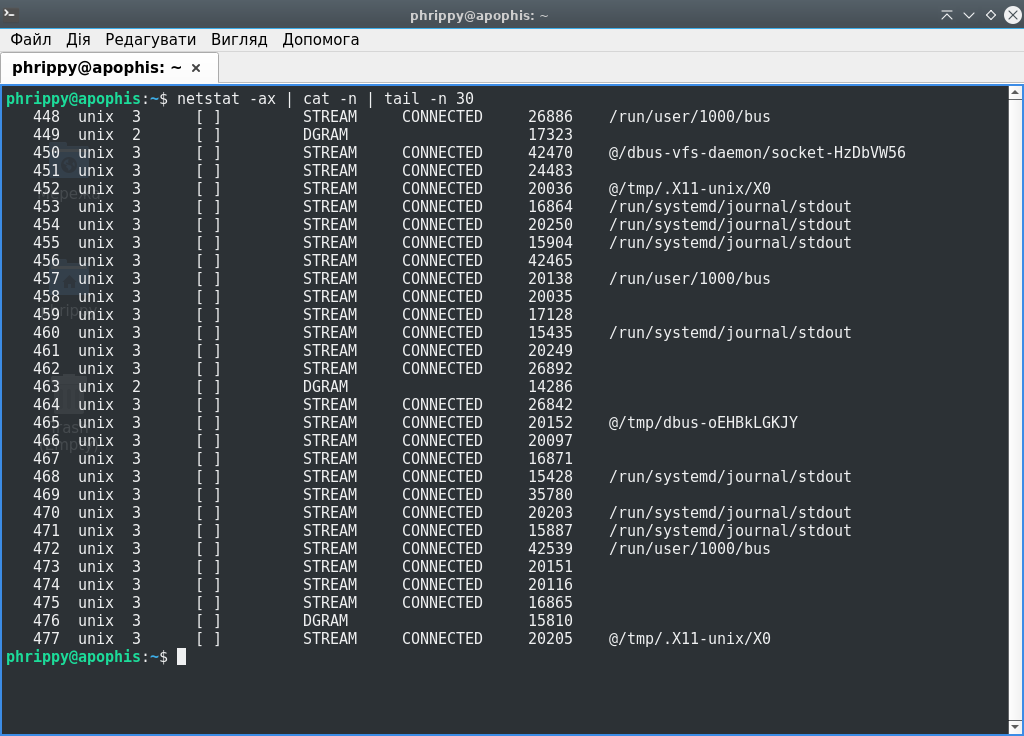 phrippy@apophis: ~
Файл Дія Редагувати Вигляд Допомога
phrippy@apophis: ~ ×
phrippy@apophis:~$ netstat -ax | cat -n | tail -n 30
448 unix 3 [ ] STREAM CONNECTED 26886 /run/user/1000/bus
449 unix 2 [ ] DGRAM 17323
450 unix 3 [ ] STREAM CONNECTED 42470 @/dbus-vfs-daemon/socket-HzDbVW56
451 unix 3 [ ] STREAM CONNECTED 24483
452 unix 3 [ ] STREAM CONNECTED 20036 @/tmp/.X11-unix/X0
453 unix 3 [ ] STREAM CONNECTED 16864 /run/systemd/journal/stdout
454 unix 3 [ ] STREAM CONNECTED 20250 /run/systemd/journal/stdout
455 unix 3 [ ] STREAM CONNECTED 15904 /run/systemd/journal/stdout
456 unix 3 [ ] STREAM CONNECTED 42465
457 unix 3 [ ] STREAM CONNECTED 20138 /run/user/1000/bus
458 unix 3 [ ] STREAM CONNECTED 20035
459 unix 3 [ ] STREAM CONNECTED 17128
460 unix 3 [ ] STREAM CONNECTED 15435 /run/systemd/journal/stdout
461 unix 3 [ ] STREAM CONNECTED 20249
462 unix 3 [ ] STREAM CONNECTED 26892
463 unix 2 [ ] DGRAM 14286
464 unix 3 [ ] STREAM CONNECTED 26842
465 unix 3 [ ] STREAM CONNECTED 20152 @/tmp/dbus-oEHBkLGKJY
466 unix 3 [ ] STREAM CONNECTED 20097
467 unix 3 [ ] STREAM CONNECTED 16871
468 unix 3 [ ] STREAM CONNECTED 15428 /run/systemd/journal/stdout
469 unix 3 [ ] STREAM CONNECTED 35780
470 unix 3 [ ] STREAM CONNECTED 20203 /run/systemd/journal/stdout
471 unix 3 [ ] STREAM CONNECTED 15887 /run/systemd/journal/stdout
472 unix 3 [ ] STREAM CONNECTED 42539 /run/user/1000/bus
473 unix 3 [ ] STREAM CONNECTED 20151
474 unix 3 [ ] STREAM CONNECTED 20116
475 unix 3 [ ] STREAM CONNECTED 16865
476 unix 3 [ ] DGRAM 15810
477 unix 3 [ ] STREAM CONNECTED 20205 @/tmp/.X11-unix/X0
phrippy@apophis:~$